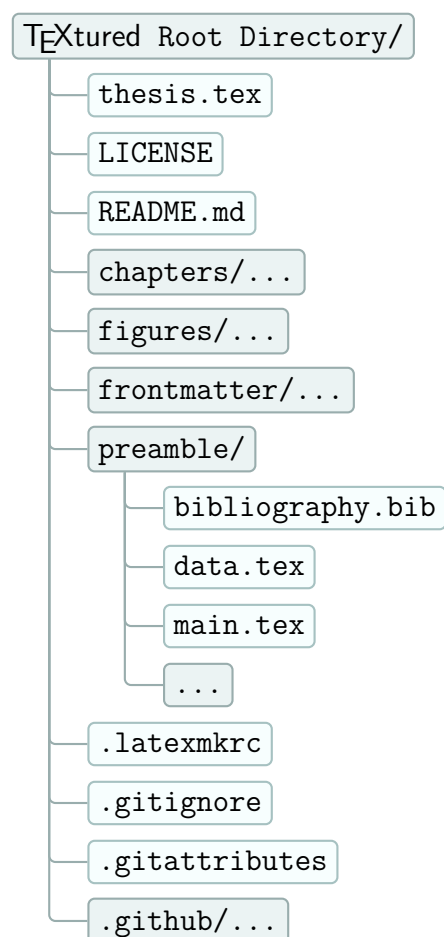 TEXtured Root Directory/
thesis.tex
LICENSE
README.md
chapters/...
figures/...
frontmatter/...
preamble/
bibliography.bib
data.tex
main.tex
...
.latexmkrc
.gitignore
.gitattributes
.github/...